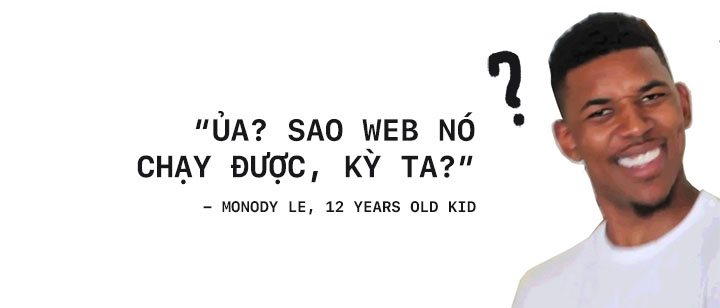 “ỦA? SAO WEB NÓ
CHẠY ĐƯỢC, KỲ TA?”
– MONODY LE, 12 YEARS OLD KID
?